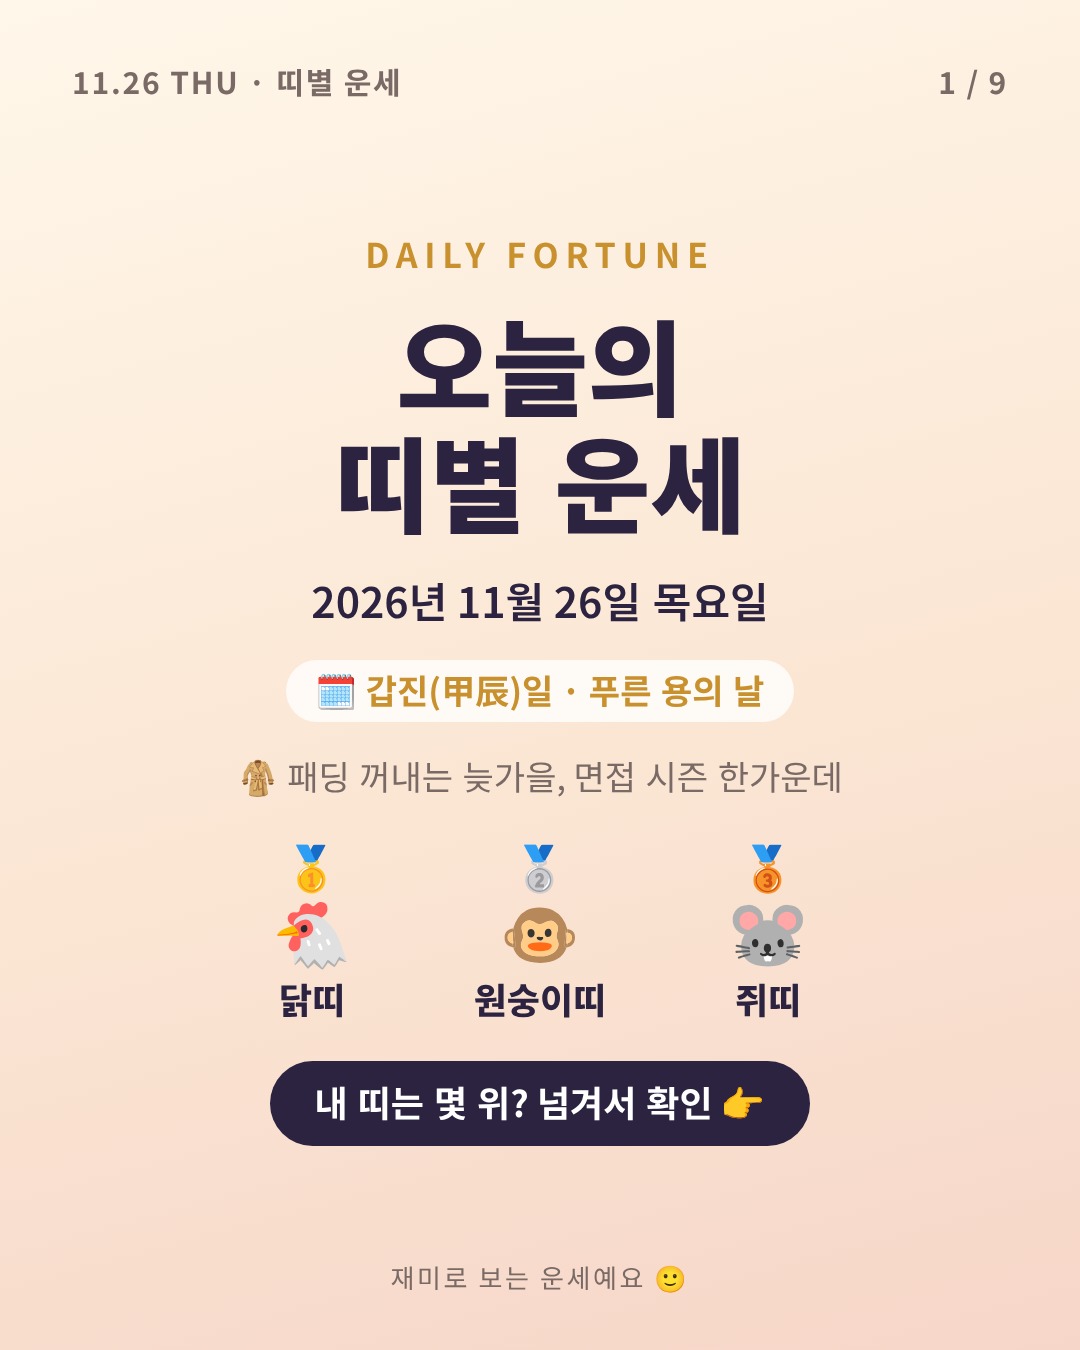 11.26 THU · 띠별 운세
1 / 9
DAILY FORTUNE
오늘의
띠별 운세
2026년 11월 26일 목요일
🗓️ 갑진(甲辰)일 · 푸른 용의 날
🧥 패딩 꺼내는 늦가을, 면접 시즌 한가운데
🥇 🥈 🥉
🐔 🐵 🐭
닭띠 원숭이띠 쥐띠
내 띠는 몇 위? 넘겨서 확인 👉
재미로 보는 운세예요 🙂